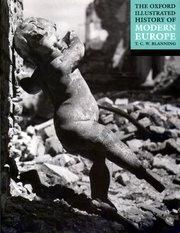 THE OXFORD
ILLUSTRATED
HISTORY OF
MODERN
EUROPE
T. C. W. BLANNING